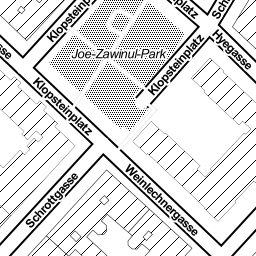 Klopsteinplatz
Joe-Zawinul-Park
Klopsteinplatz
Hyegasse
Klopsteinplatz
Schrottgasse
Weinlechnergasse